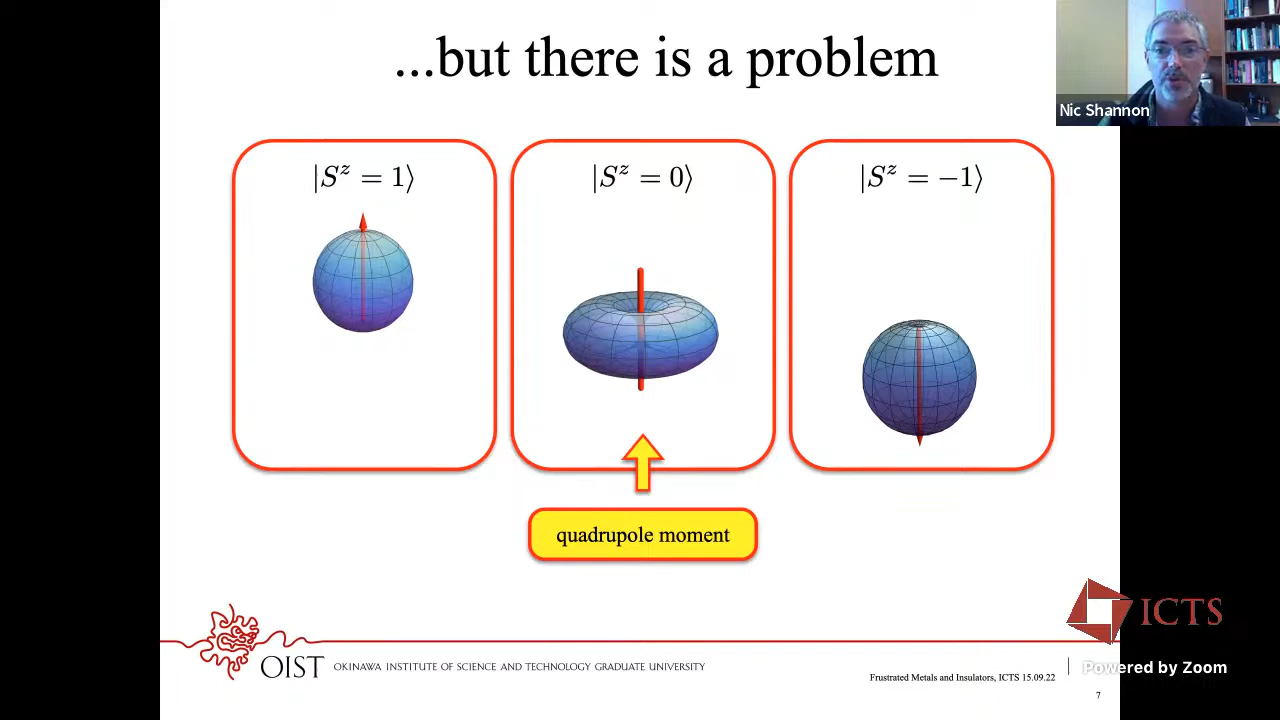 ...but there is a problem
Nic Shannon
|S^z = 1⟩
|S^z = 0⟩
|S^z = −1⟩
quadrupole moment
OIST OKINAWA INSTITUTE OF SCIENCE AND TECHNOLOGY GRADUATE UNIVERSITY
ICTS
Powered by Zoom
Frustrated Metals and Insulators, ICTS 15.09.22
7